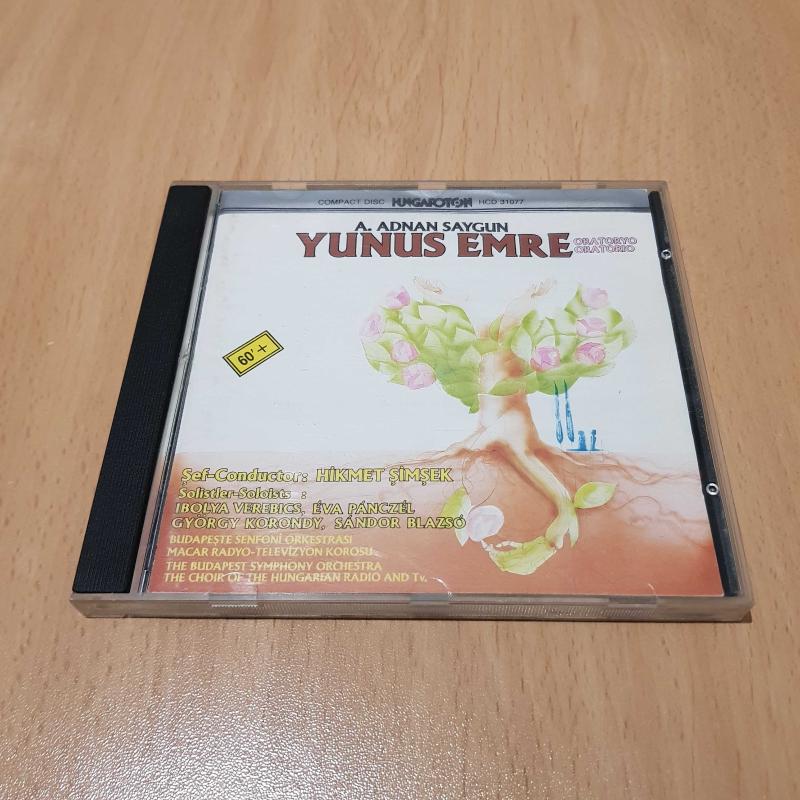 COMPACT DISC HUNGAROTON HCD 31077
A. ADNAN SAYGUN
YUNUS EMRE ORATORYO
ORATORIO
60'+
Şef-Conductor: HİKMET ŞİMŞEK
Solistler-Soloists :
IBOLYA VEREBICS, ÉVA PÁNCZÉL
GYÖRGY KORONDY, SÁNDOR BLAZSÓ
BUDAPEŞTE SENFONİ ORKESTRASI
MACAR RADYO-TELEVİZYON KOROSU
THE BUDAPEST SYMPHONY ORCHESTRA
THE CHOIR OF THE HUNGARIAN RADIO AND Tv.